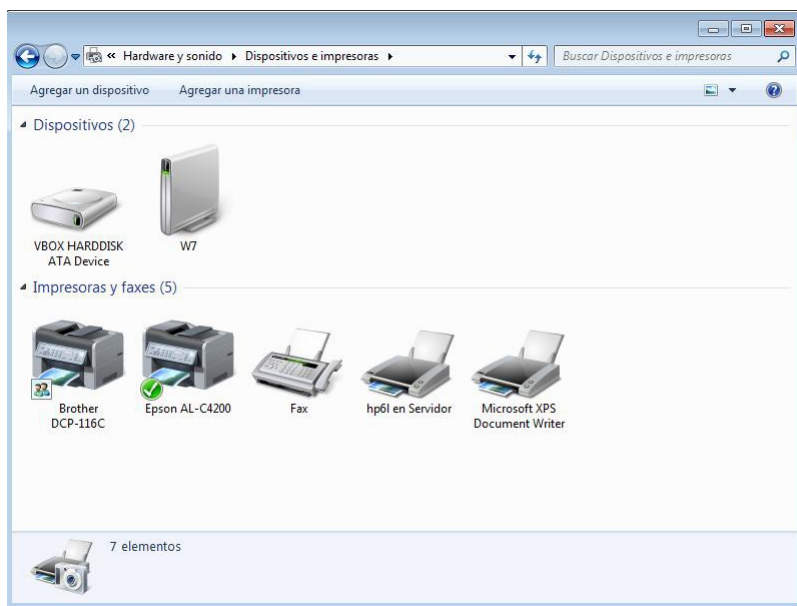 « Hardware y sonido ▸ Dispositivos e impresoras ▸
Buscar Dispositivos e impresoras
Agregar un dispositivo Agregar una impresora
Dispositivos (2)
VBOX HARDDISK
ATA Device
W7
Impresoras y faxes (5)
Brother
DCP-116C
Epson AL-C4200
Fax
hp6l en Servidor
Microsoft XPS
Document Writer
7 elementos